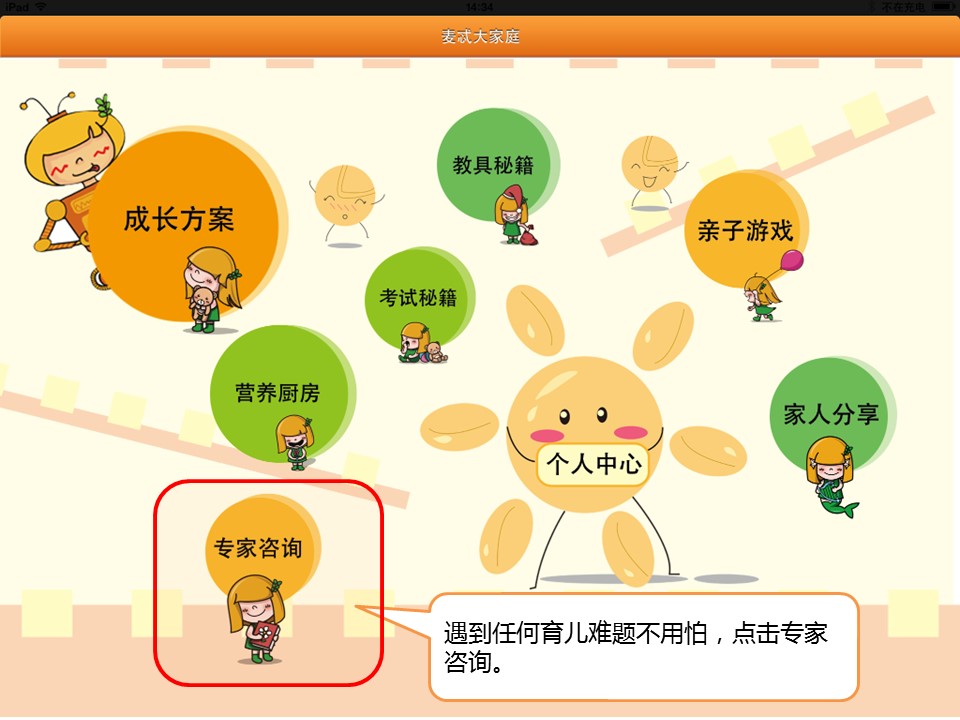 iPad
14:34
不在充电
麦忒大家庭
成长方案
教具秘籍
亲子游戏
考试秘籍
营养厨房
家人分享
个人中心
专家咨询
遇到任何育儿难题不用怕，点击专家
咨询。